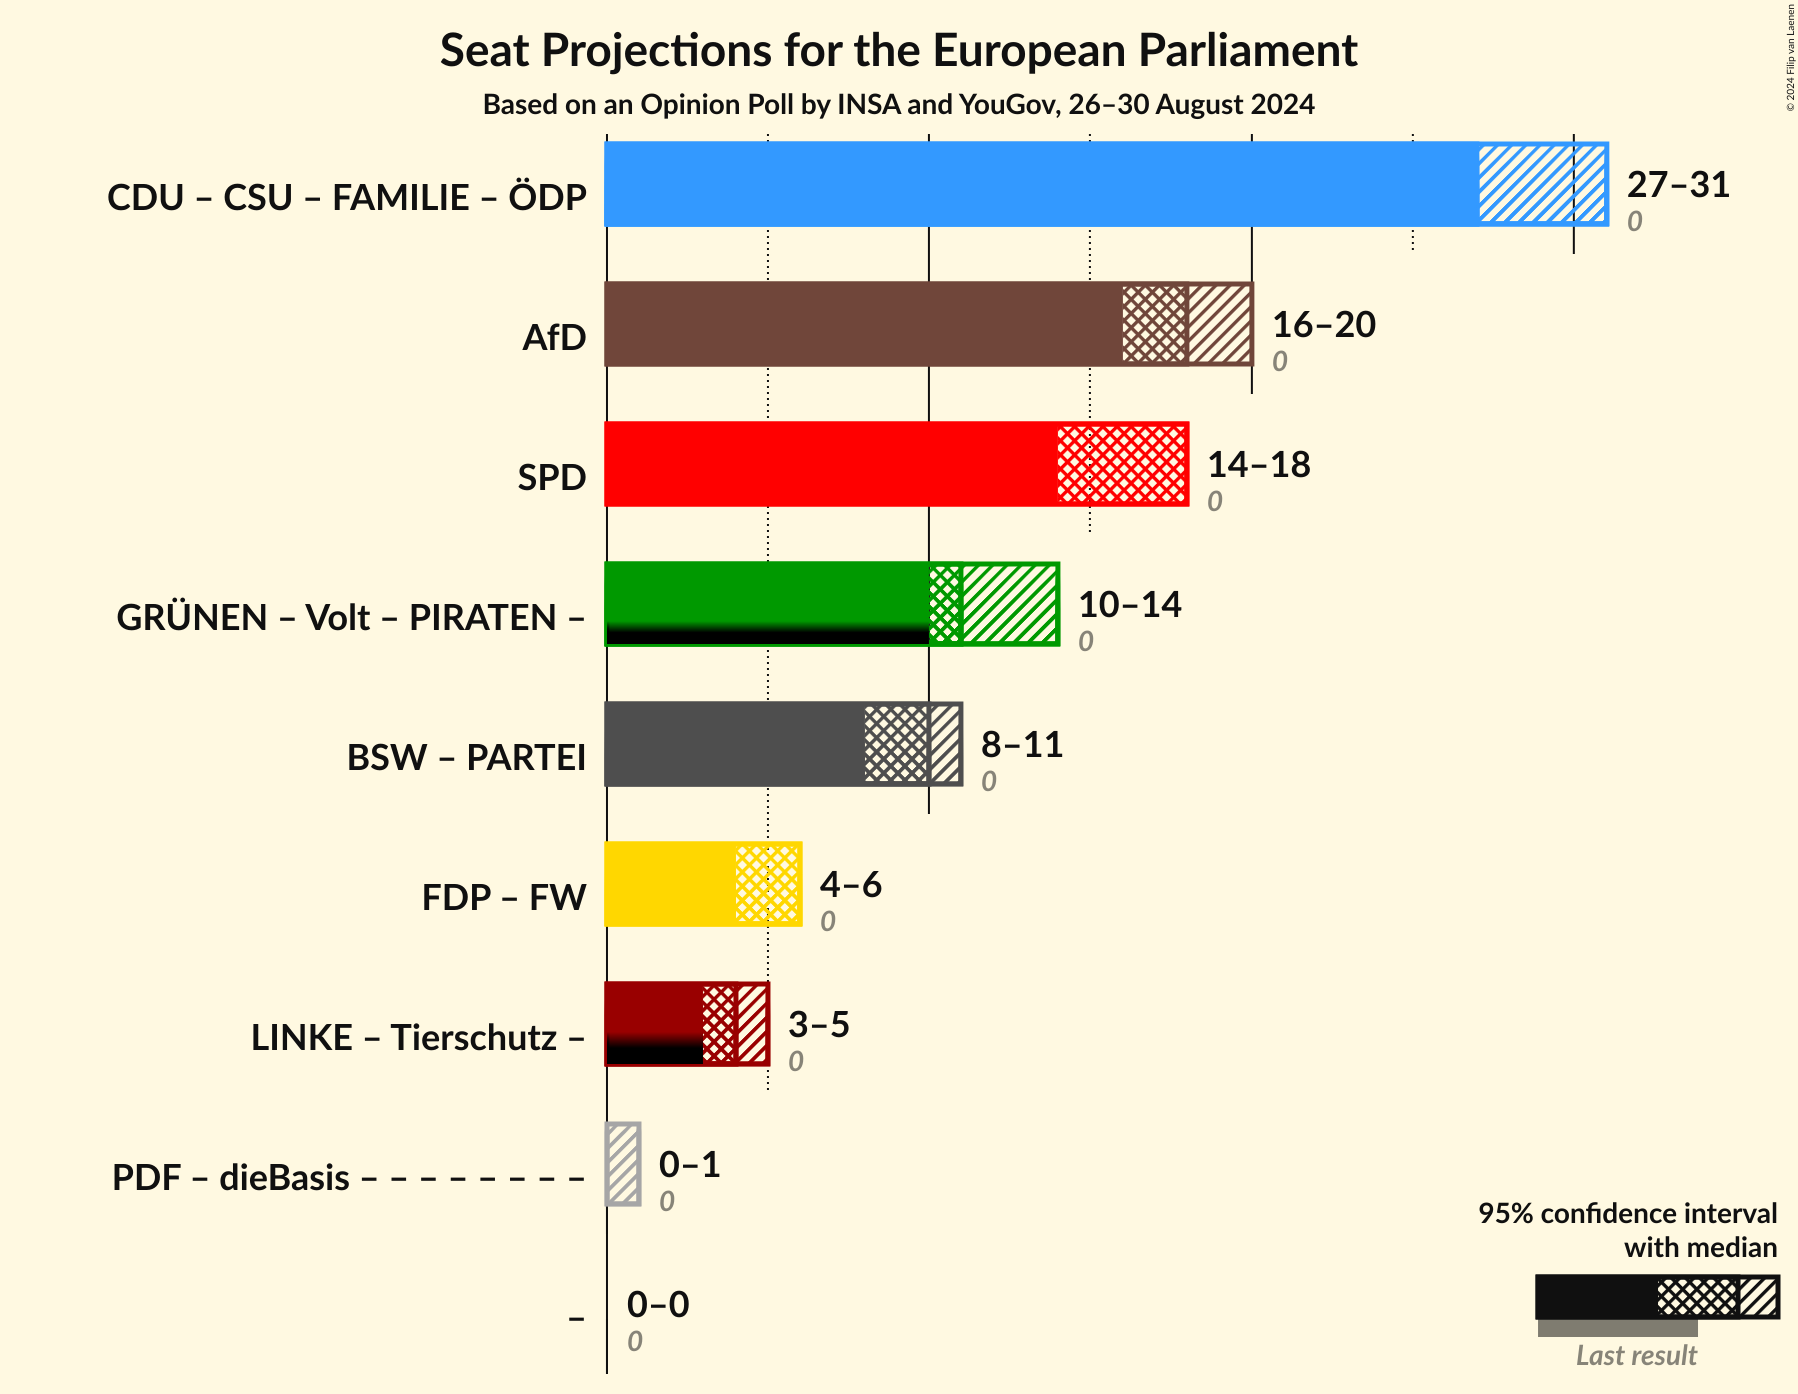 Seat Projections for the European Parliament
Based on an Opinion Poll by INSA and YouGov, 26–30 August 2024
© 2024 Filip van Laenen
CDU – CSU – FAMILIE – ÖDP
27–31
0
AfD
16–20
0
SPD
14–18
0
GRÜNEN – Volt – PIRATEN –
10–14
0
BSW – PARTEI
8–11
0
FDP – FW
4–6
0
LINKE – Tierschutz –
3–5
0
PDF – dieBasis – – – – – – – –
0–1
0
–
0–0
0
95% confidence interval
with median
Last result